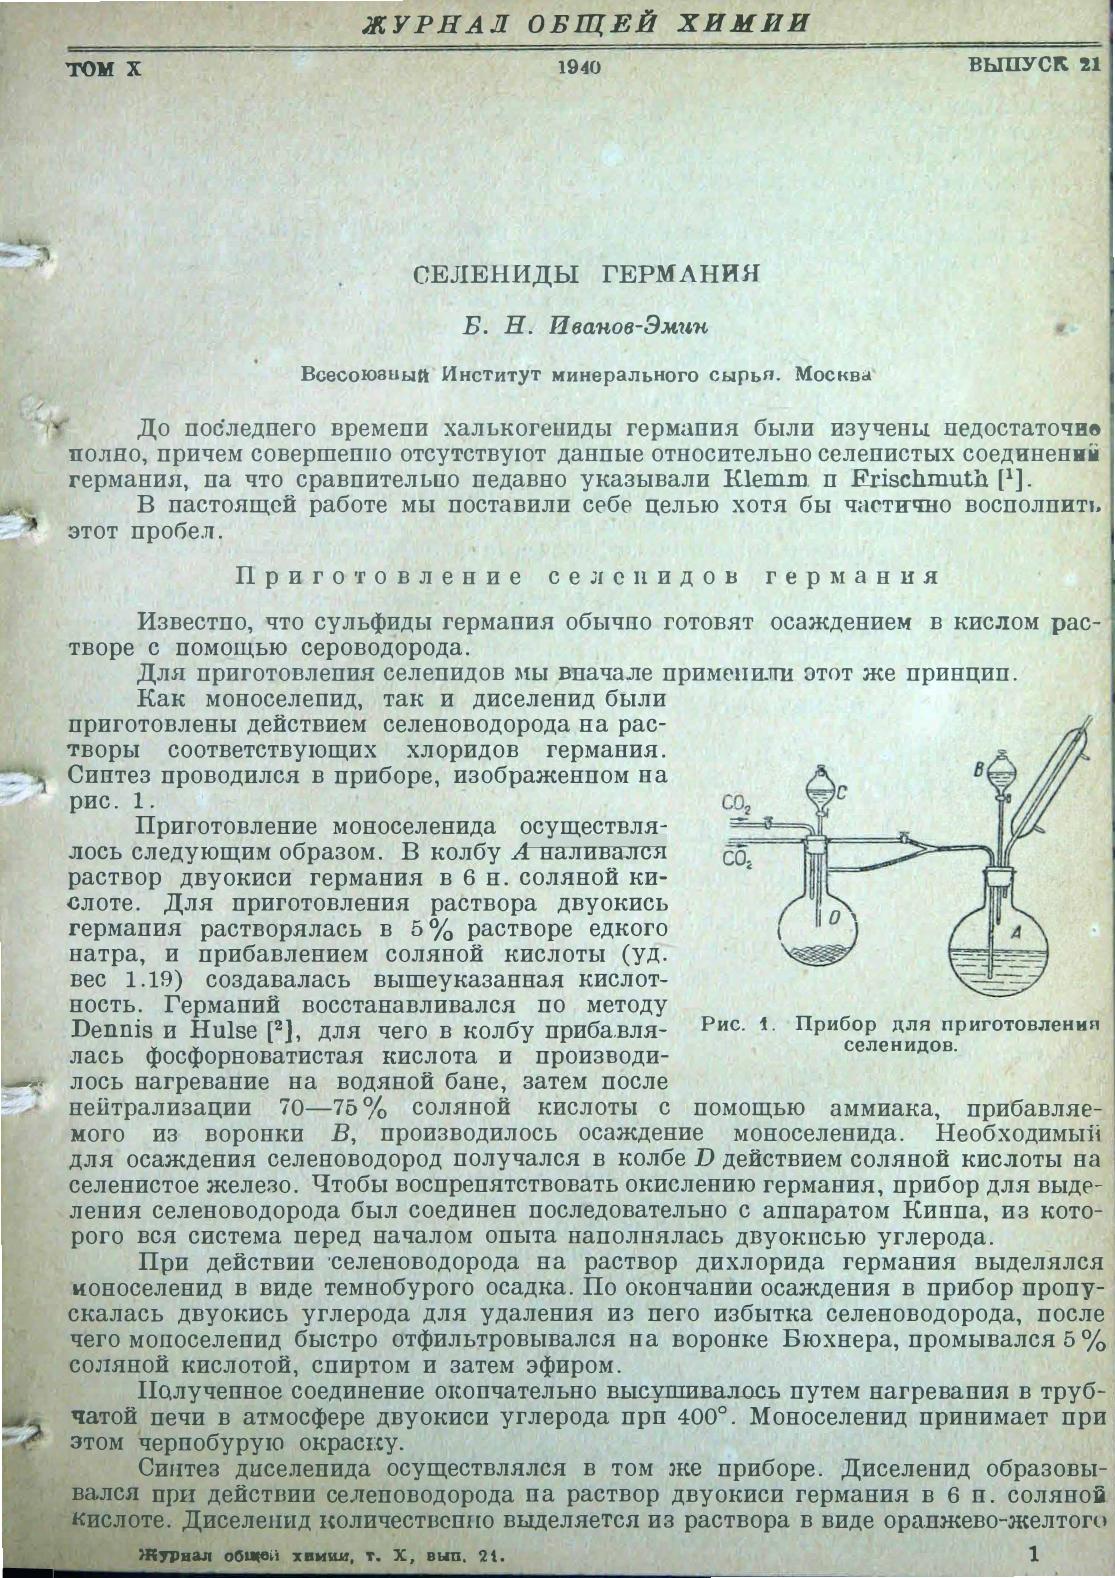 ЖУРНАЛ ОБЩЕЙ ХИМИИ
ТОМ X 1940 ВЫПУСК 21
СЕЛЕНИДЫ ГЕРМАНИЯ
Б. Н. Иванов-Эмин
Всесоюзный Институт минерального сырья. Москва
До последнего времени халькогениды германия были изучены недостаточно
полно, причем совершенно отсутствуют данные относительно селенистых соединений
германия, на что сравнительно недавно указывали Klemm и Frischmuth [¹].
В настоящей работе мы поставили себе целью хотя бы частично восполнить
этот пробел.
Приготовление селенидов германия
Известно, что сульфиды германия обычно готовят осаждением в кислом рас-
творе с помощью сероводорода.
Для приготовления селенидов мы вначале применили этот же принцип.
Как моноселенид, так и диселенид были
приготовлены действием селеноводорода на рас-
творы соответствующих хлоридов германия.
Синтез проводился в приборе, изображенном на
рис. 1.
Приготовление моноселенида осуществля-
лось следующим образом. В колбу A наливался
раствор двуокиси германия в 6 н. соляной ки-
слоте. Для приготовления раствора двуокись
германия растворялась в 5% растворе едкого
натра, и прибавлением соляной кислоты (уд.
вес 1.19) создавалась вышеуказанная кислот-
ность. Германий восстанавливался по методу
Dennis и Hulse [²], для чего в колбу прибавля-
лась фосфорноватистая кислота и производи-
лось нагревание на водяной бане, затем после
нейтрализации 70—75% соляной кислоты с помощью аммиака, прибавляе-
мого из воронки B, производилось осаждение моноселенида. Необходимый
для осаждения селеноводород получался в колбе D действием соляной кислоты на
селенистое железо. Чтобы воспрепятствовать окислению германия, прибор для выде-
ления селеноводорода был соединен последовательно с аппаратом Киппа, из кото-
рого вся система перед началом опыта наполнялась двуокисью углерода.
При действии селеноводорода на раствор дихлорида германия выделялся
моноселенид в виде темнобурого осадка. По окончании осаждения в прибор пропу-
скалась двуокись углерода для удаления из него избытка селеноводорода, после
чего моноселенид быстро отфильтровывался на воронке Бюхнера, промывался 5%
соляной кислотой, спиртом и затем эфиром.
Полученное соединение окончательно высушивалось путем нагревания в труб-
чатой печи в атмосфере двуокиси углерода при 400°. Моноселенид принимает при
этом чернобурую окраску.
Синтез диселенида осуществлялся в том же приборе. Диселенид образовы-
вался при действии селеноводорода на раствор двуокиси германия в 6 н. соляной
кислоте. Диселенид количественно выделяется из раствора в виде оранжево-желтого
CO₂
CO₂
C
B
D
A
Рис. 1. Прибор для приготовления
селенидов.
Журнал общей химии, т. X, вып. 21. 1